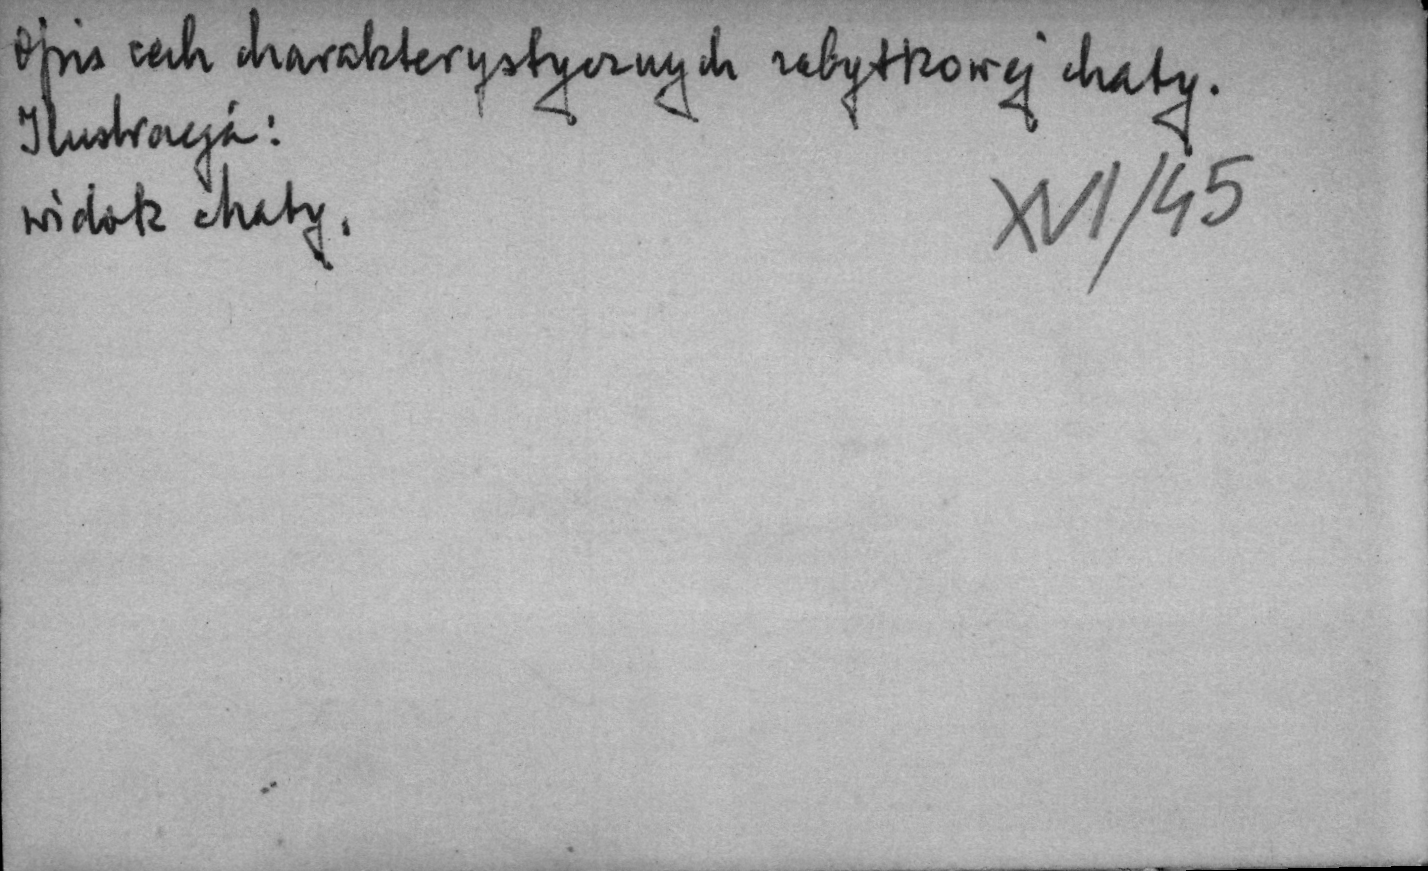 Opis cech charakterystycznych zabytkowej chaty.
Ilustracja:
widok chaty.
XVI/45